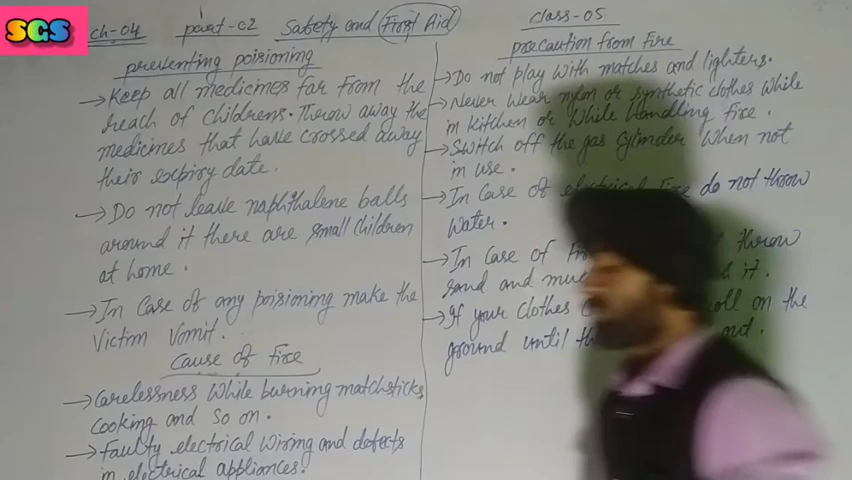 SGS
ch-04 part-02 Safety and First Aid class-05
preventing poisioning
→ Keep all medicines far from the
reach of childrens. Throw away the
medicines that have crossed away
their expiry date.
→ Do not leave naphthalene balls
around it there are small children
at home.
→ In case of any poisioning make the
victim vomit.
Cause of fire
→ Carelessness while burning matchsticks,
cooking and so on.
→ Faulty electrical wiring and defects
in electrical appliances.
precaution from Fire
→ Do not play with matches and lighters.
→ Never wear nylon or synthetic clothes while
in kitchen or while handling fire.
→ Switch off the gas cylinder when not
in use.
→ In case of electrical fire do not throw
water.
→ In case of throw
sand and it.
→ If your clothes roll on the
ground until